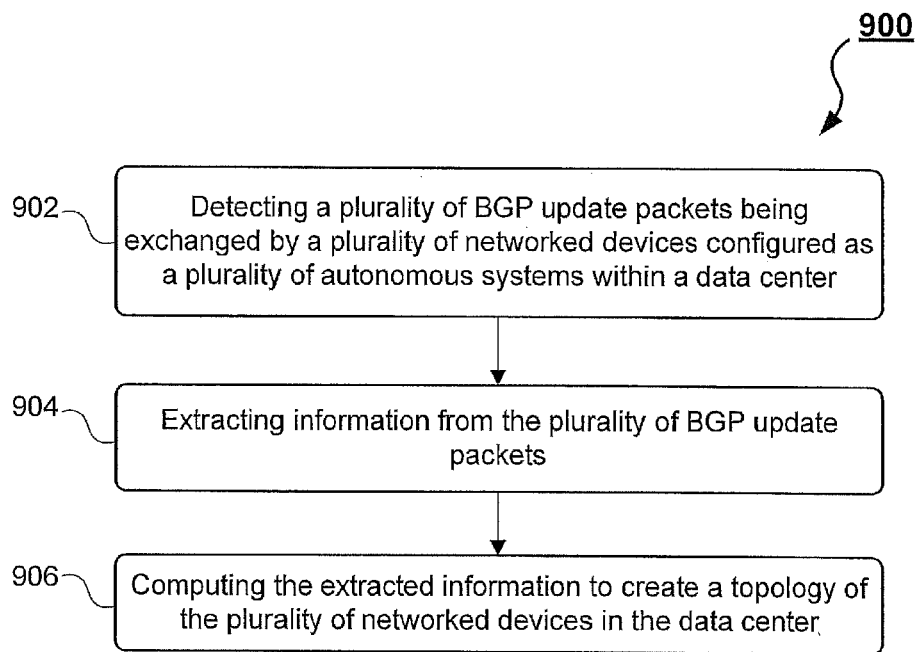 900
902
Detecting a plurality of BGP update packets being
exchanged by a plurality of networked devices configured as
a plurality of autonomous systems within a data center
904
Extracting information from the plurality of BGP update
packets
906
Computing the extracted information to create a topology of
the plurality of networked devices in the data center